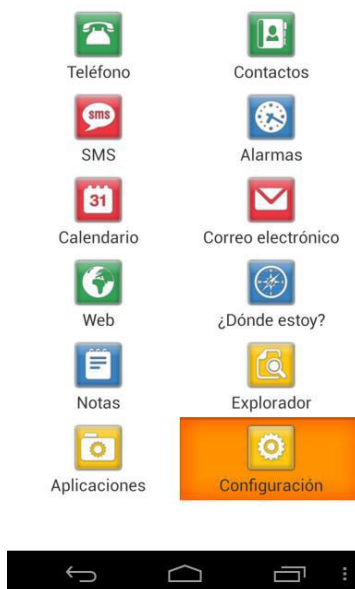 Teléfono
Contactos
sms
SMS
Alarmas
31
Calendario
Correo electrónico
Web
¿Dónde estoy?
Notas
Explorador
Aplicaciones
Configuración